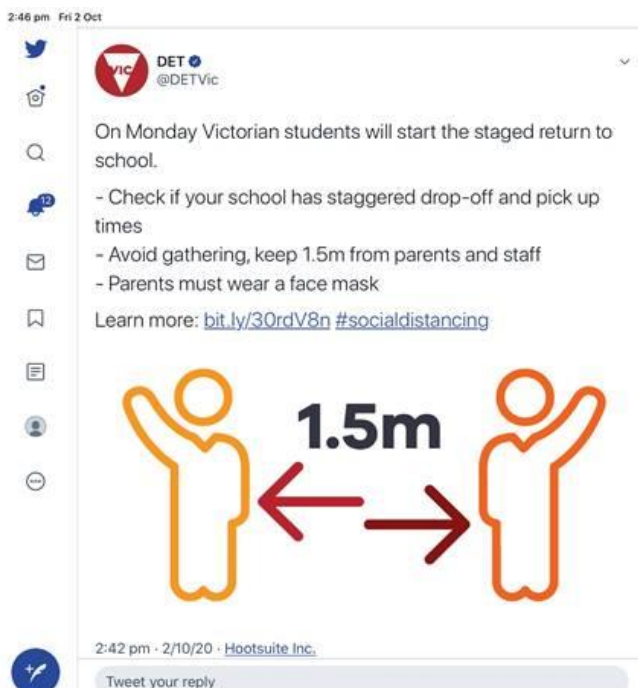 2:46 pm Fri 2 Oct
VIC
DET
@DETVic
On Monday Victorian students will start the staged return to
school.
- Check if your school has staggered drop-off and pick up
times
- Avoid gathering, keep 1.5m from parents and staff
- Parents must wear a face mask
Learn more: bit.ly/30rdV8n #socialdistancing
12
1.5m
2:42 pm · 2/10/20 · Hootsuite Inc.
Tweet your reply